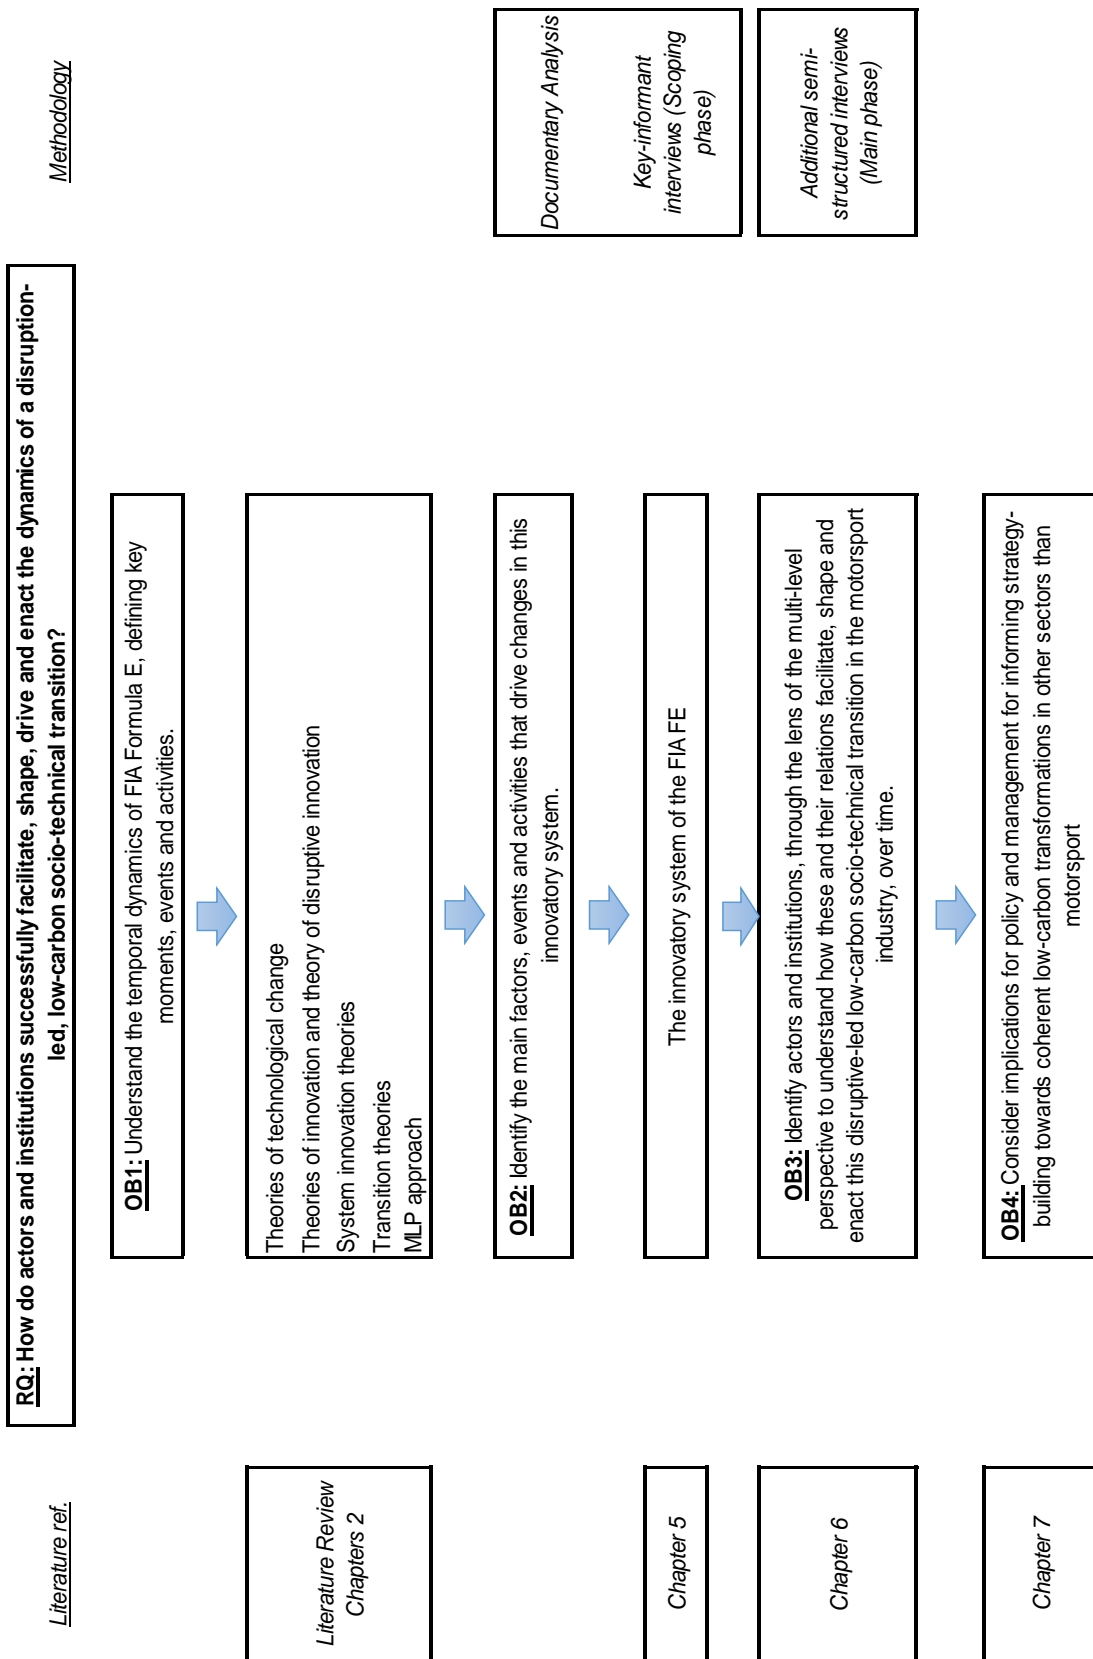 RQ: How do actors and institutions successfully facilitate, shape, drive and enact the dynamics of a disruption-
led, low-carbon socio-technical transition?
Literature ref.
Methodology
OB1: Understand the temporal dynamics of FIA Formula E, defining key
moments, events and activities.
Literature Review
Chapters 2
Theories of technological change
Theories of innovation and theory of disruptive innovation
System innovation theories
Transition theories
MLP approach
OB2: Identify the main factors, events and activities that drive changes in this
innovatory system.
Documentary Analysis
Key-informant
interviews (Scoping
phase)
Chapter 5
The innovatory system of the FIA FE
Chapter 6
OB3: Identify actors and institutions, through the lens of the multi-level
perspective to understand how these and their relations facilitate, shape and
enact this disruptive-led low-carbon socio-technical transition in the motorsport
industry, over time.
Additional semi-
structured interviews
(Main phase)
Chapter 7
OB4: Consider implications for policy and management for informing strategy-
building towards coherent low-carbon transformations in other sectors than
motorsport